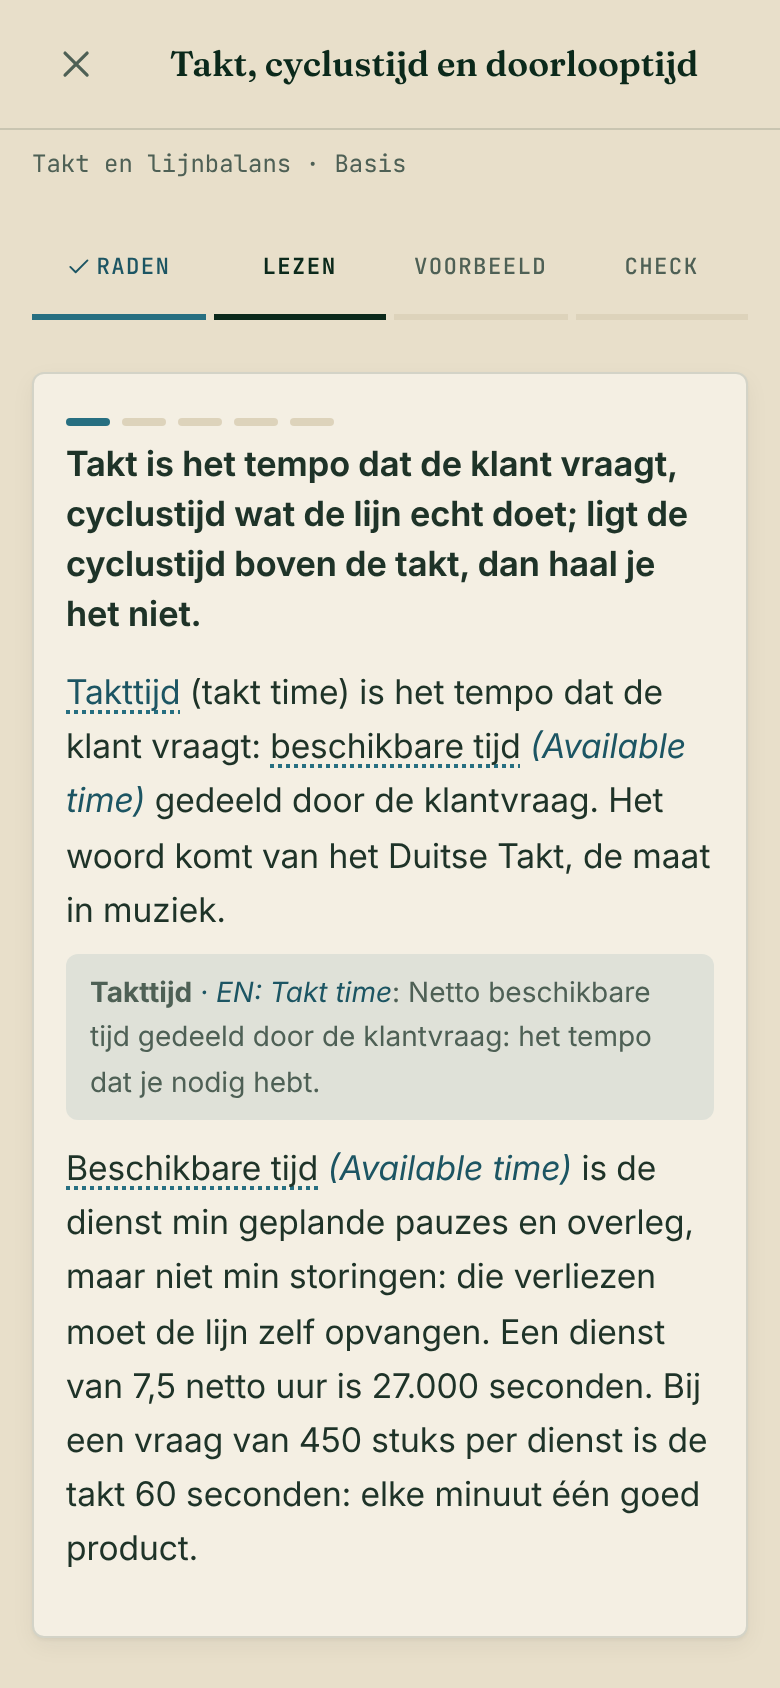 Takt, cyclustijd en doorlooptijd
Takt en lijnbalans · Basis
RADEN
LEZEN
VOORBEELD
CHECK
Takt is het tempo dat de klant vraagt,
cyclustijd wat de lijn echt doet; ligt de
cyclustijd boven de takt, dan haal je
het niet.
Takttijd (takt time) is het tempo dat de
klant vraagt: beschikbare tijd (Available
time) gedeeld door de klantvraag. Het
woord komt van het Duitse Takt, de maat
in muziek.
Takttijd · EN: Takt time: Netto beschikbare
tijd gedeeld door de klantvraag: het tempo
dat je nodig hebt.
Beschikbare tijd (Available time) is de
dienst min geplande pauzes en overleg,
maar niet min storingen: die verliezen
moet de lijn zelf opvangen. Een dienst
van 7,5 netto uur is 27.000 seconden. Bij
een vraag van 450 stuks per dienst is de
takt 60 seconden: elke minuut één goed
product.